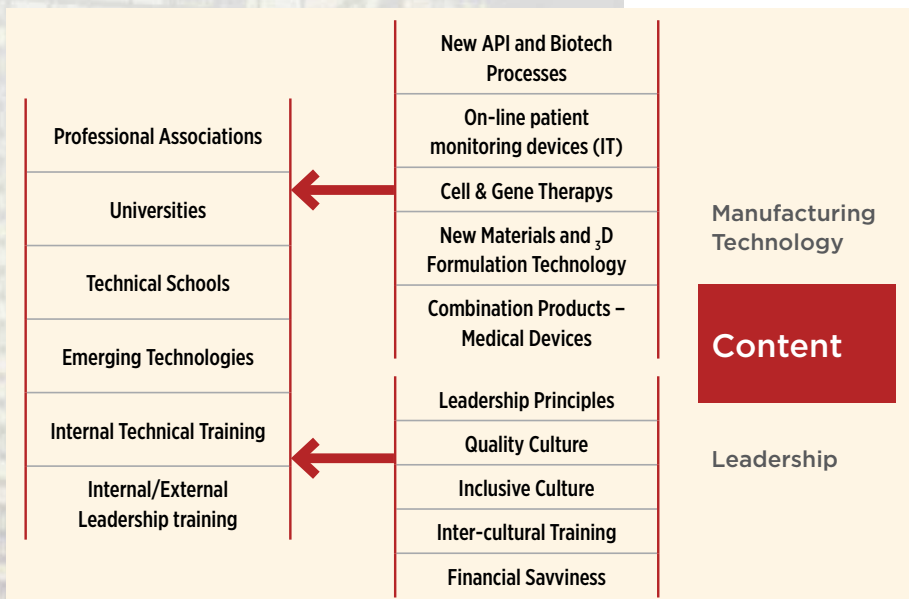 Professional Associations
Universities
Technical Schools
Emerging Technologies
Internal Technical Training
Internal/External
Leadership training
New API and Biotech
Processes
On-line patient
monitoring devices (IT)
Cell & Gene Therapys
New Materials and ₃D
Formulation Technology
Combination Products –
Medical Devices
Leadership Principles
Quality Culture
Inclusive Culture
Inter-cultural Training
Financial Savviness
Manufacturing
Technology
Content
Leadership